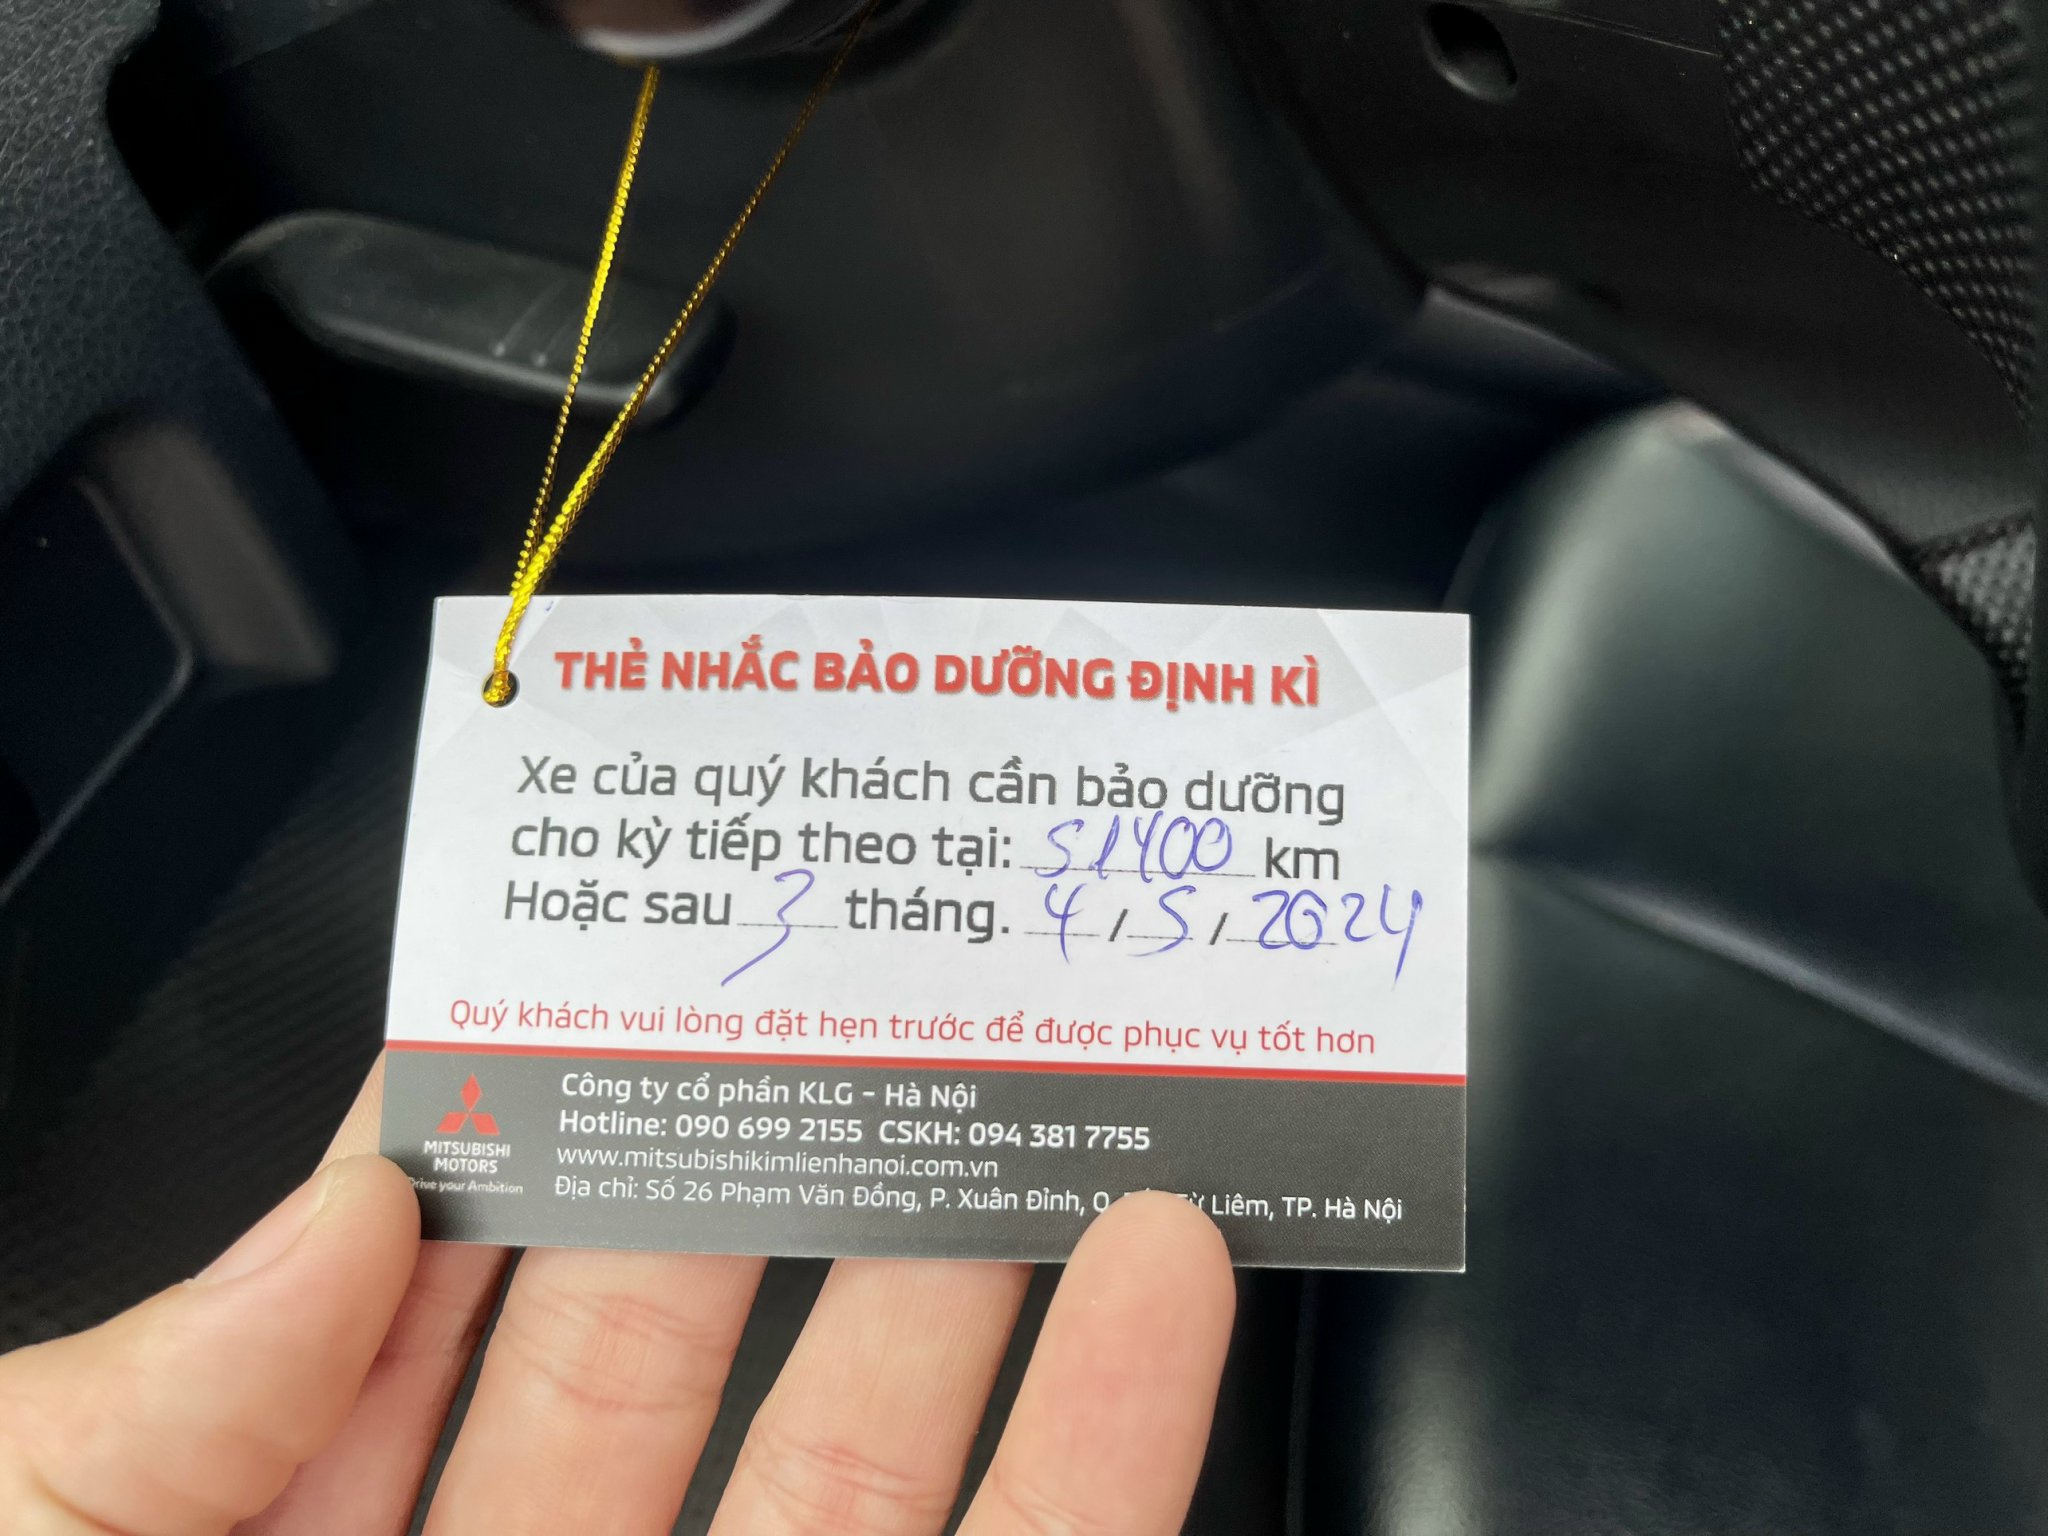 THẺ NHẮC BẢO DƯỠNG ĐỊNH KÌ
Xe của quý khách cần bảo dưỡng
cho kỳ tiếp theo tại: 51400 km
Hoặc sau 3 tháng. 4/5/2024
Quý khách vui lòng đặt hẹn trước để được phục vụ tốt hơn
Công ty cổ phần KLG - Hà Nội
Hotline: 090 699 2155 CSKH: 094 381 7755
www.mitsubishikimlienhanoi.com.vn
Địa chỉ: Số 26 Phạm Văn Đồng, P. Xuân Đỉnh, Liêm, TP. Hà Nội
MITSUBISHI
MOTORS
Drive your Ambition